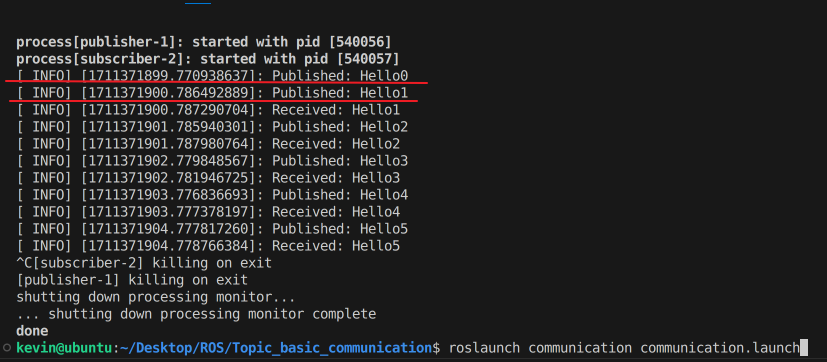 process[publisher-1]: started with pid [540056]
process[subscriber-2]: started with pid [540057]
[ INFO] [1711371899.770938637]: Published: Hello0
[ INFO] [1711371900.786492889]: Published: Hello1
[ INFO] [1711371900.787290704]: Received: Hello1
[ INFO] [1711371901.785940301]: Published: Hello2
[ INFO] [1711371901.787980764]: Received: Hello2
[ INFO] [1711371902.779848567]: Published: Hello3
[ INFO] [1711371902.781946725]: Received: Hello3
[ INFO] [1711371903.776836693]: Published: Hello4
[ INFO] [1711371903.777378197]: Received: Hello4
[ INFO] [1711371904.777817260]: Published: Hello5
[ INFO] [1711371904.778766384]: Received: Hello5
^C[subscriber-2] killing on exit
[publisher-1] killing on exit
shutting down processing monitor...
... shutting down processing monitor complete
done
kevin@ubuntu:~/Desktop/ROS/Topic_basic_communication$ roslaunch communication communication.launch